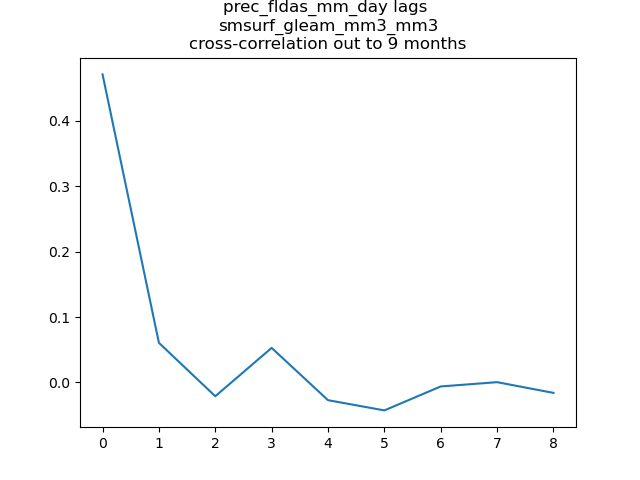 prec_fldas_mm_day lags
smsurf_gleam_mm3_mm3
cross-correlation out to 9 months
0.4
0.3
0.2
0.1
0.0
0 1 2 3 4 5 6 7 8